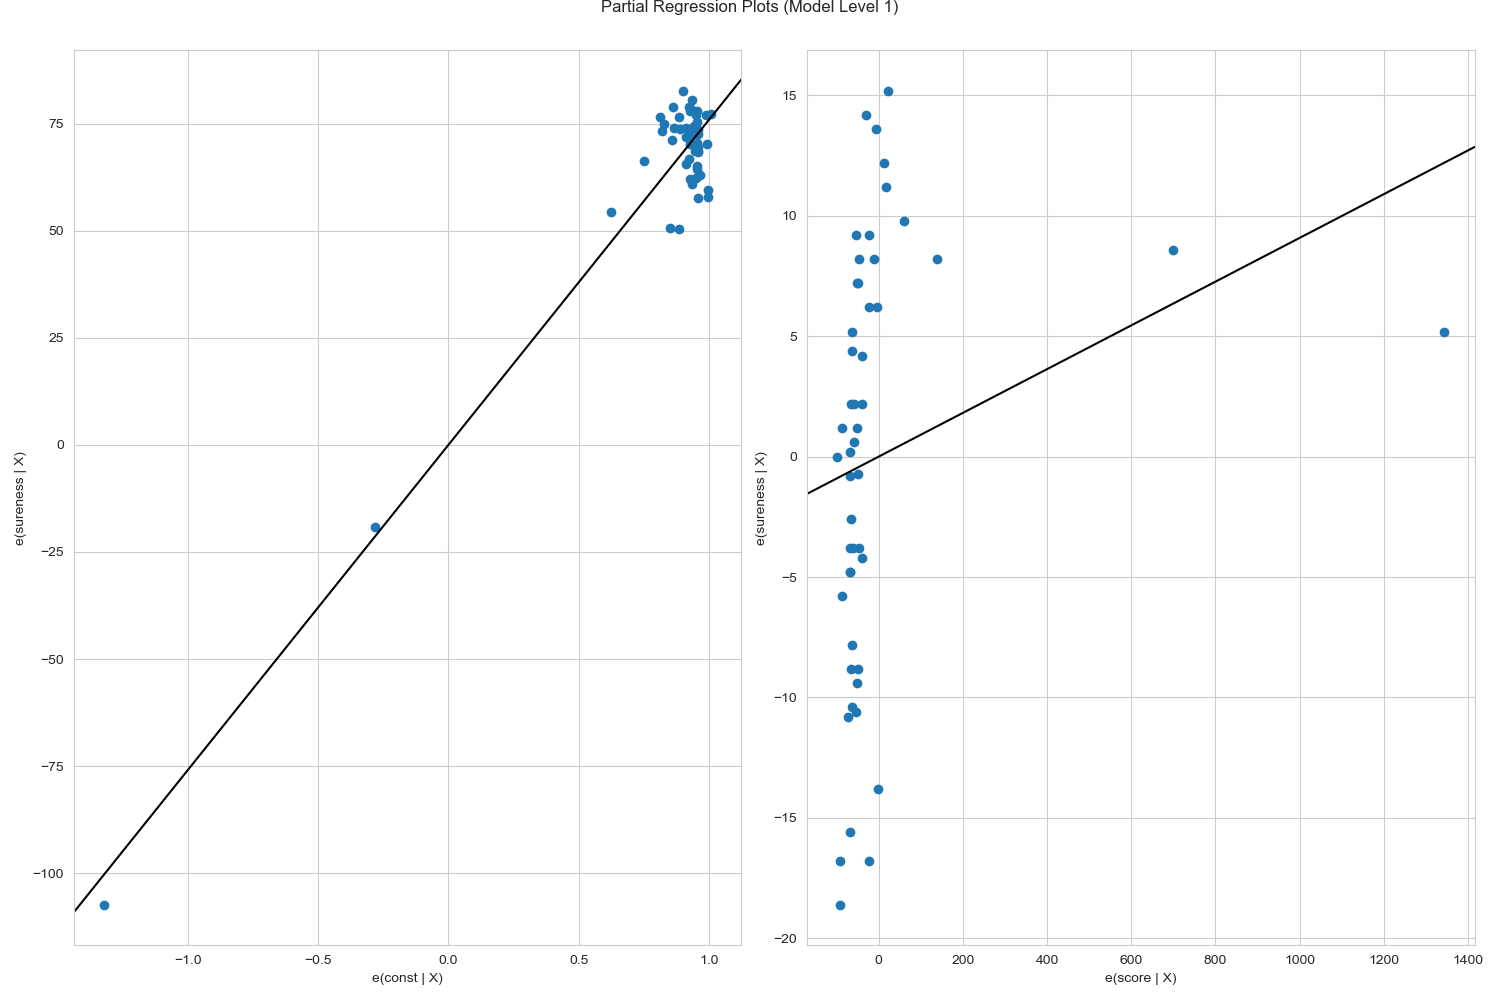 Partial Regression Plots (Model Level 1)
75
50
25
0
−25
−50
−75
−100
e(sureness | X)
−1.0 −0.5 0.0 0.5 1.0
e(const | X)
15
10
5
0
−5
−10
−15
−20
e(sureness | X)
0 200 400 600 800 1000 1200 1400
e(score | X)